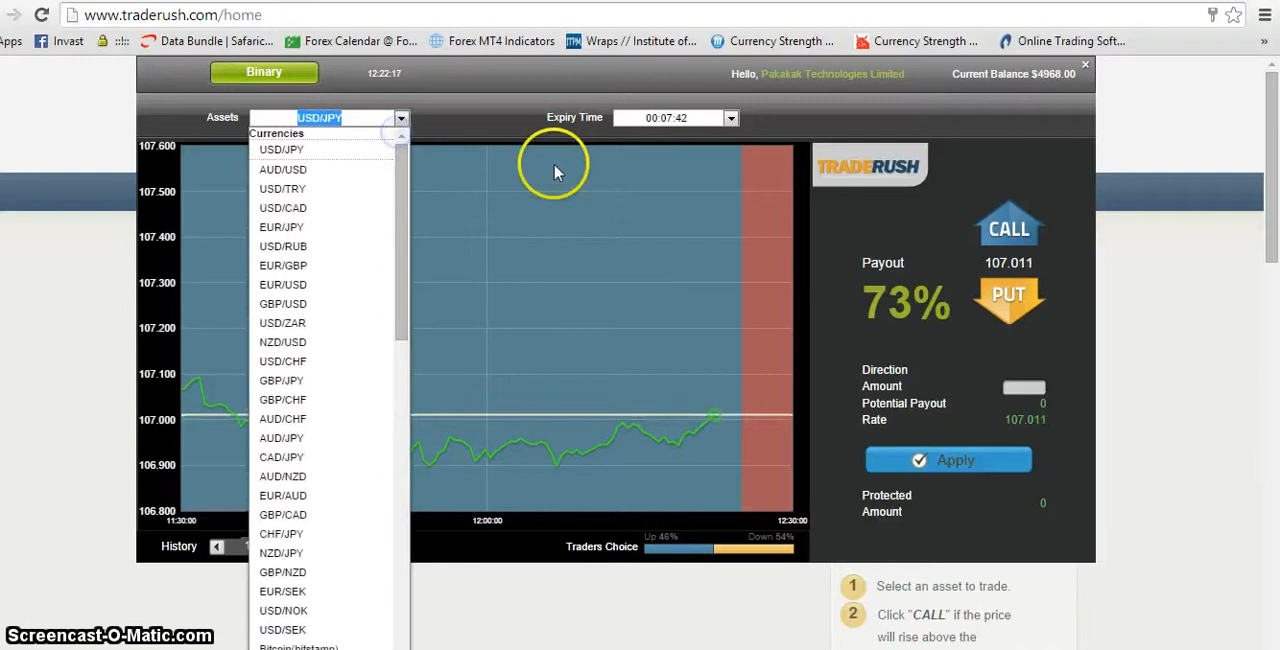 www.traderush.com/home
Apps
Invast
::::
Data Bundle | Safaric...
Forex Calendar @ Fo...
Forex MT4 Indicators
ITPM
Wraps // Institute of...
Currency Strength ...
Currency Strength ...
Online Trading Soft...
»
Binary
12:22:17
Hello, Pakakak Technologies Limited
Current Balance $4968.00
Assets
USD/JPY
Expiry Time
00:07:42
Currencies
USD/JPY
AUD/USD
USD/TRY
USD/CAD
EUR/JPY
USD/RUB
EUR/GBP
EUR/USD
GBP/USD
USD/ZAR
NZD/USD
USD/CHF
GBP/JPY
GBP/CHF
AUD/CHF
AUD/JPY
CAD/JPY
AUD/NZD
EUR/AUD
GBP/CAD
CHF/JPY
NZD/JPY
GBP/NZD
EUR/SEK
USD/NOK
USD/SEK
Bitcoin(bitstamp)
107.600
107.500
107.400
107.300
107.200
107.100
107.000
106.900
106.800
11:30:00
12:00:00
12:30:00
TRADERUSH
CALL
Payout
107.011
73%
PUT
Direction
Amount
Potential Payout 0
Rate 107.011
Apply
Protected
Amount
0
History
Traders Choice
Up 46%
Down 54%
1 Select an asset to trade.
2 Click "CALL" if the price
will rise above the
Screencast-O-Matic.com